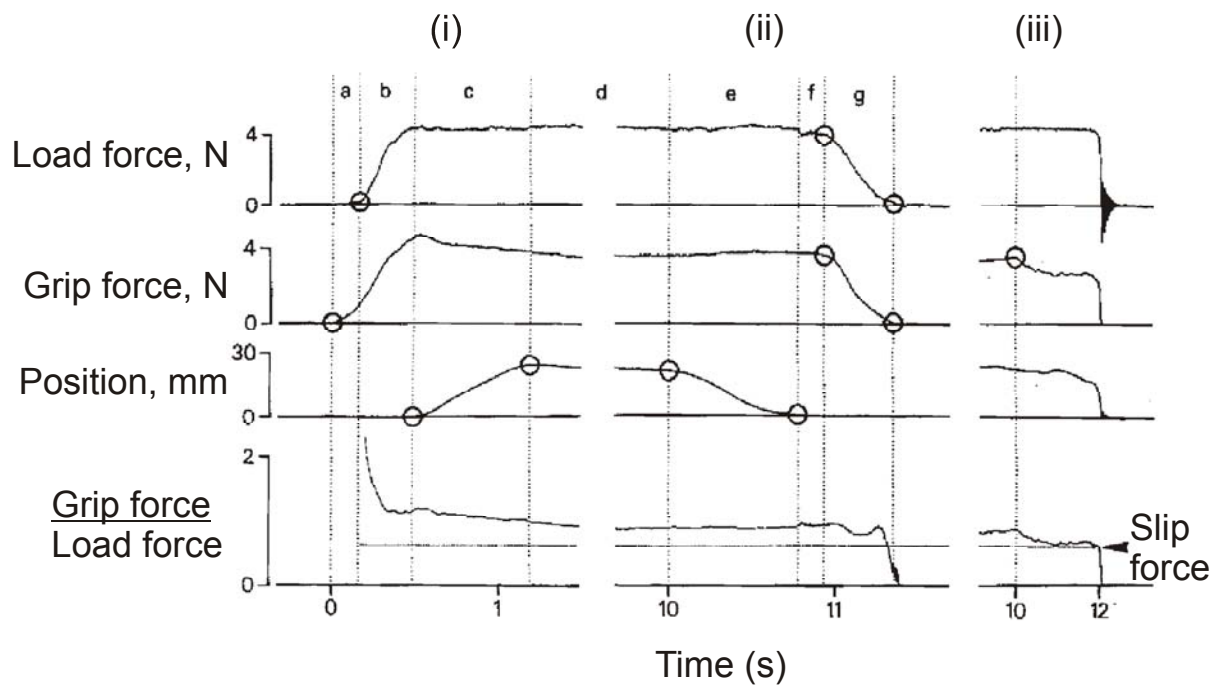 (i) (ii) (iii)
a b c d e f g
Load force, N
4
0
Grip force, N
4
0
Position, mm
30
0
Grip force
Load force
2
0
Slip
force
0 1 10 11 10 12
Time (s)